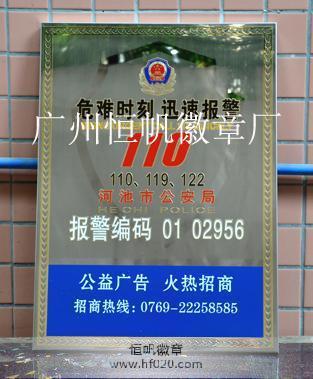 危难时刻 迅速报警
广州恒帆徽章厂
110
110、119、122
河池市公安局
HE CHI POLICE
报警编码 01 02956
公益广告 火热招商
招商热线:0769-22258585
恒帆徽章
www.hf020.com